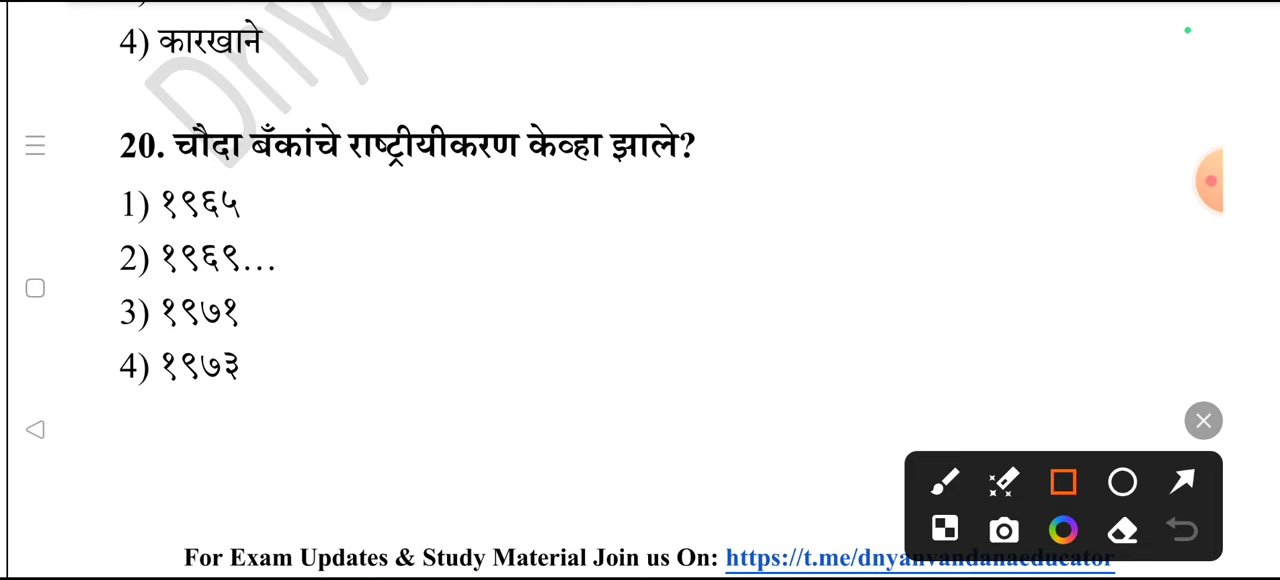 4) कारखाने
20. चौदा बँकांचे राष्ट्रीयीकरण केव्हा झाले?
1) १९६५
2) १९६९...
3) १९७१
4) १९७३
For Exam Updates & Study Material Join us On: https://t.me/dnyanvandanaeducator